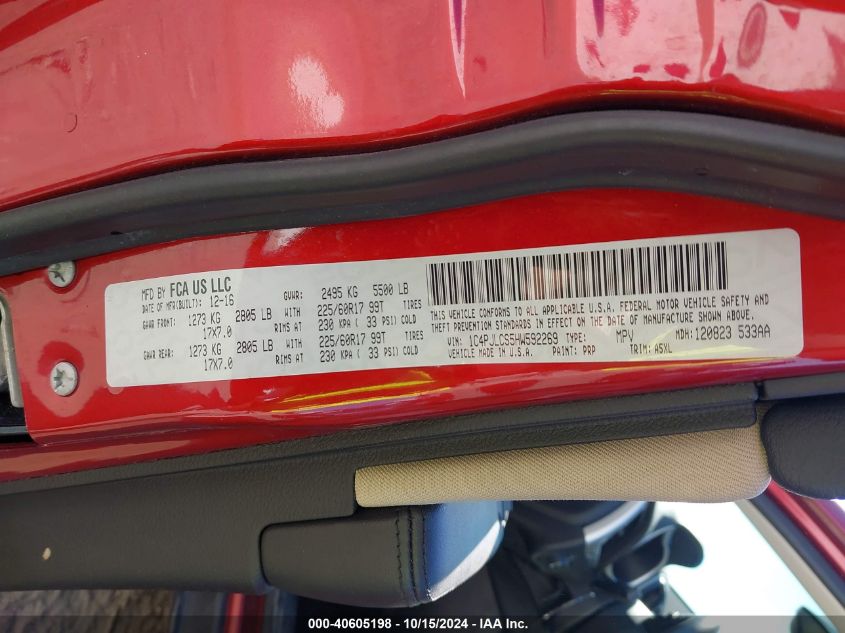 MFD BY FCA US LLC
DATE OF MFR(BUILT): 12-16 GVWR: 2495 KG 5500 LB
GAWR FRONT: 1273 KG 2805 LB WITH 225/60R17 99T TIRES
17X7.0 RIMS AT 230 KPA ( 33 PSI) COLD
GAWR REAR: 1273 KG 2805 LB WITH 225/60R17 99T TIRES
17X7.0 RIMS AT 230 KPA ( 33 PSI) COLD
THIS VEHICLE CONFORMS TO ALL APPLICABLE U.S.A. FEDERAL MOTOR VEHICLE SAFETY AND
THEFT PREVENTION STANDARDS IN EFFECT ON THE DATE OF MANUFACTURE SHOWN ABOVE.
VIN: 1C4PJLCS5HW592269 TYPE: MPV MDH: 120823 533AA
VEHICLE MADE IN U.S.A. PAINT: PRP TRIM: A5XL
000-40605198 - 10/15/2024 - IAA Inc.